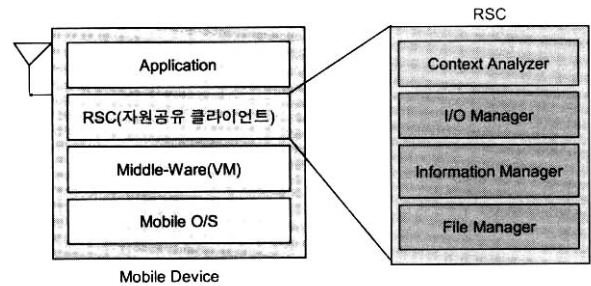 RSC
Application
RSC(자원공유 클라이언트)
Middle-Ware(VM)
Mobile O/S
Mobile Device
Context Analyzer
I/O Manager
Information Manager
File Manager